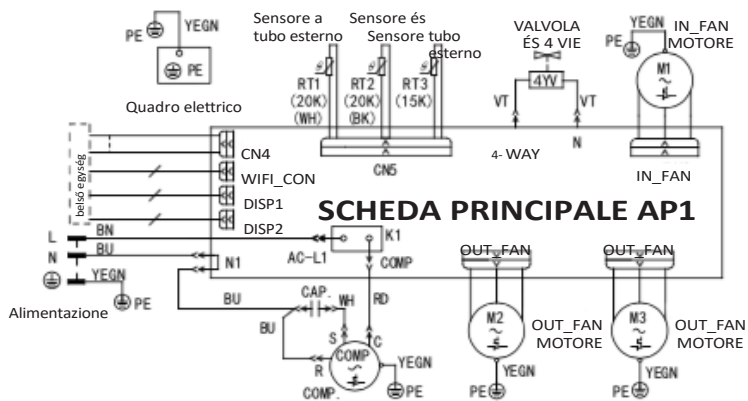 PE
YEGN
PE
Quadro elettrico
Sensore a
tubo esterno
Sensore és
Sensore tubo
esterno
RT1
(20K)
(WH)
RT2
(20K)
(BK)
RT3
(15K)
CN5
VALVOLA
ÉS 4 VIE
4YV
VT
VT
N
4- WAY
IN_FAN
MOTORE
YEGN
PE
M1
IN_FAN
belső egység
CN4
WIFI_CON
DISP1
DISP2
SCHEDA PRINCIPALE AP1
L
BN
N
BU
YEGN
PE
Alimentazione
N1
AC-L1
K1
COMP
OUT_FAN
OUT_FAN
BU
CAP.
WH
RD
BU
S
C
R
COMP
COMP.
YEGN
PE
M2
OUT_FAN
MOTORE
YEGN
PE
M3
OUT_FAN
MOTORE
YEGN
PE